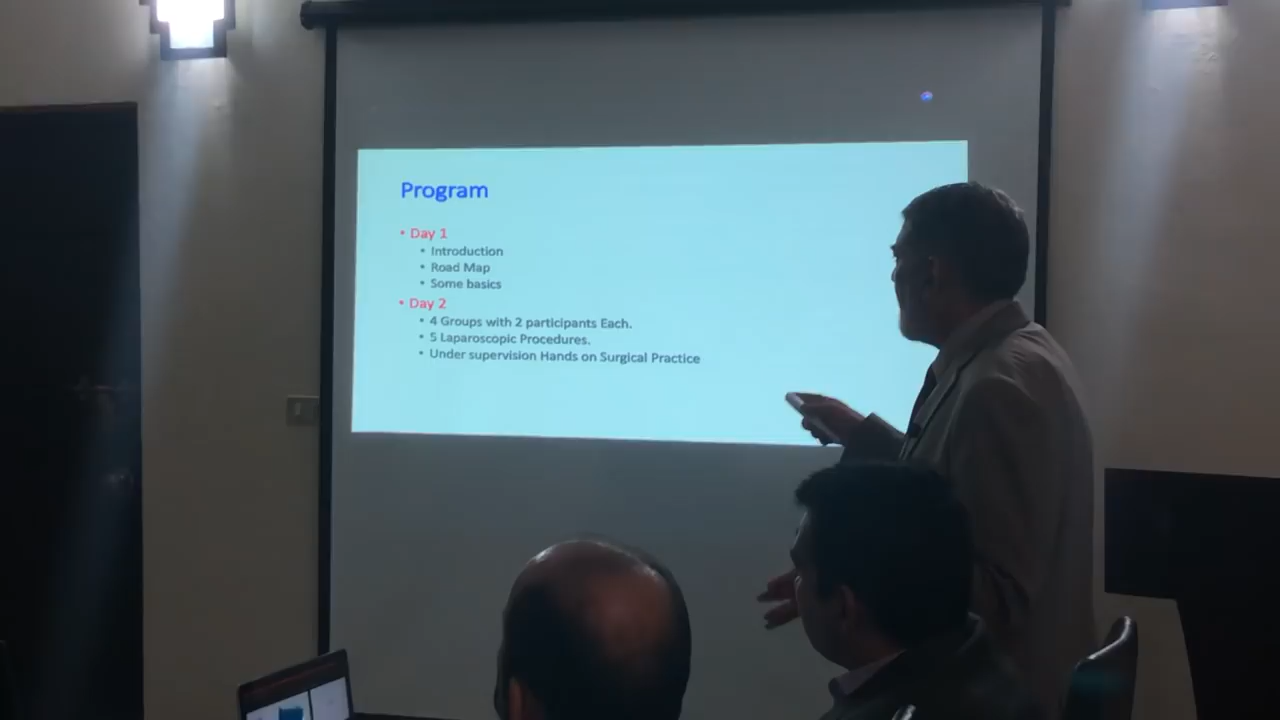 Program
• Day 1
• Introduction
• Road Map
• Some basics
• Day 2
• 4 Groups with 2 participants Each.
• 5 Laparoscopic Procedures.
• Under supervision Hands on Surgical Practice